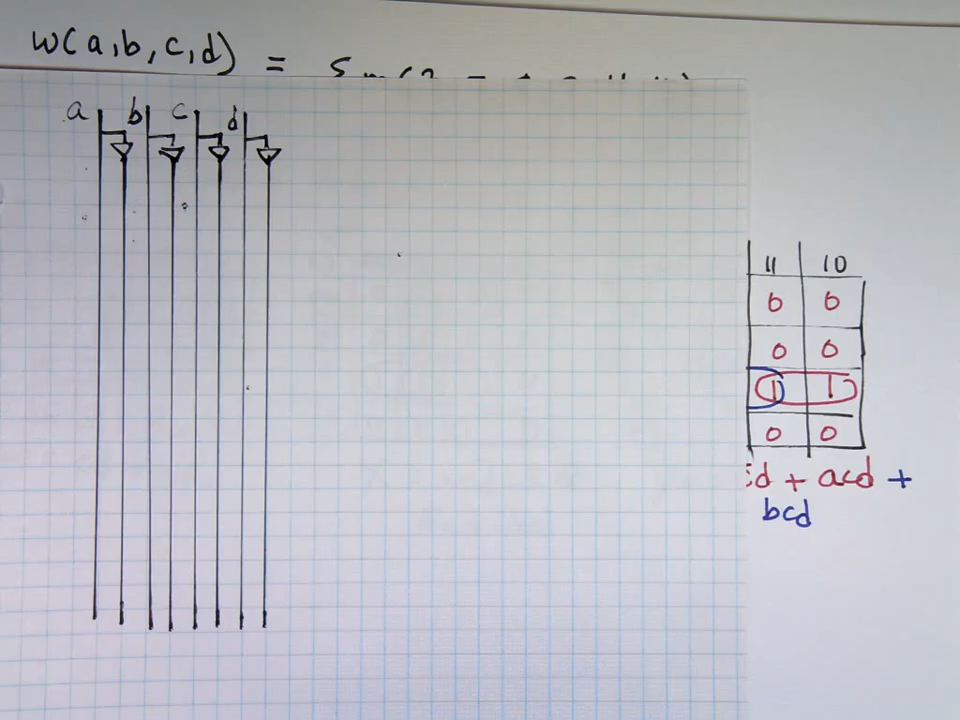 w(a,b,c,d) =
a b c d
11 10
0 0
0 0
1 1
0 0
d + acd +
bcd